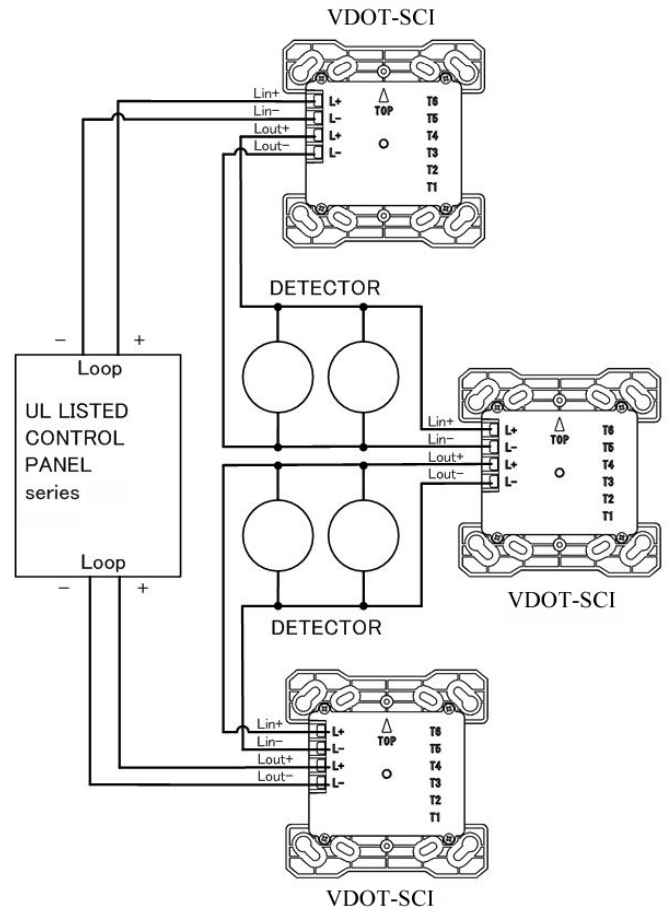 VDOT-SCI
Lin+
Lin−
Lout+
Lout−
L+
L−
L+
L−
TOP
T6
T5
T4
T3
T2
T1
DETECTOR
− +
Loop
UL LISTED
CONTROL
PANEL
series
Loop
− +
Lin+
Lin−
Lout+
Lout−
L+
L−
L+
L−
TOP
T6
T5
T4
T3
T2
T1
VDOT-SCI
DETECTOR
Lin+
Lin−
Lout+
Lout−
L+
L−
L+
L−
TOP
T6
T5
T4
T3
T2
T1
VDOT-SCI